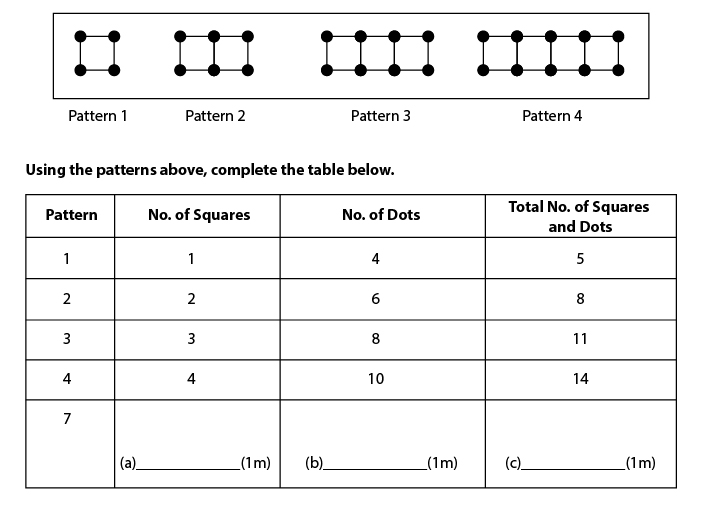 Pattern 1 Pattern 2 Pattern 3 Pattern 4
Using the patterns above, complete the table below.
Pattern No. of Squares No. of Dots Total No. of Squares
and Dots
1 1 4 5
2 2 6 8
3 3 8 11
4 4 10 14
7
(a)____________(1m) (b)____________(1m) (c)____________(1m)